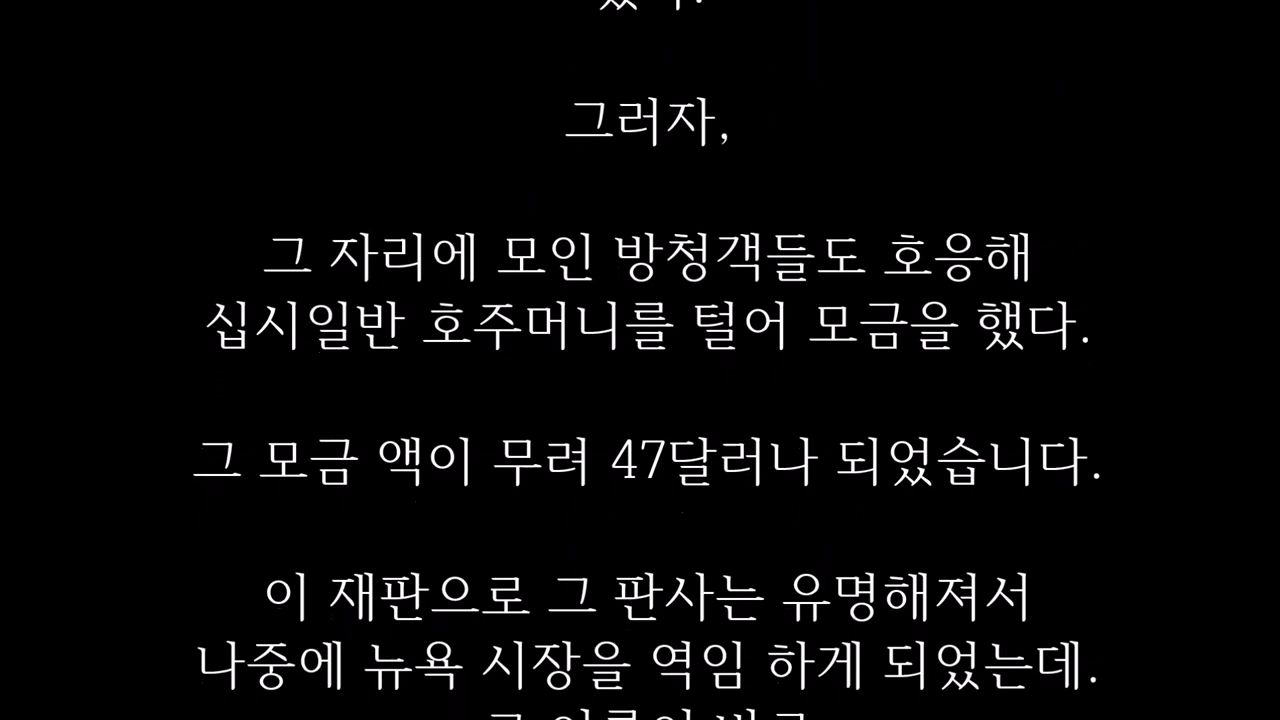 그러자,
그 자리에 모인 방청객들도 호응해
십시일반 호주머니를 털어 모금을 했다.
그 모금 액이 무려 47달러나 되었습니다.
이 재판으로 그 판사는 유명해져서
나중에 뉴욕 시장을 역임 하게 되었는데.